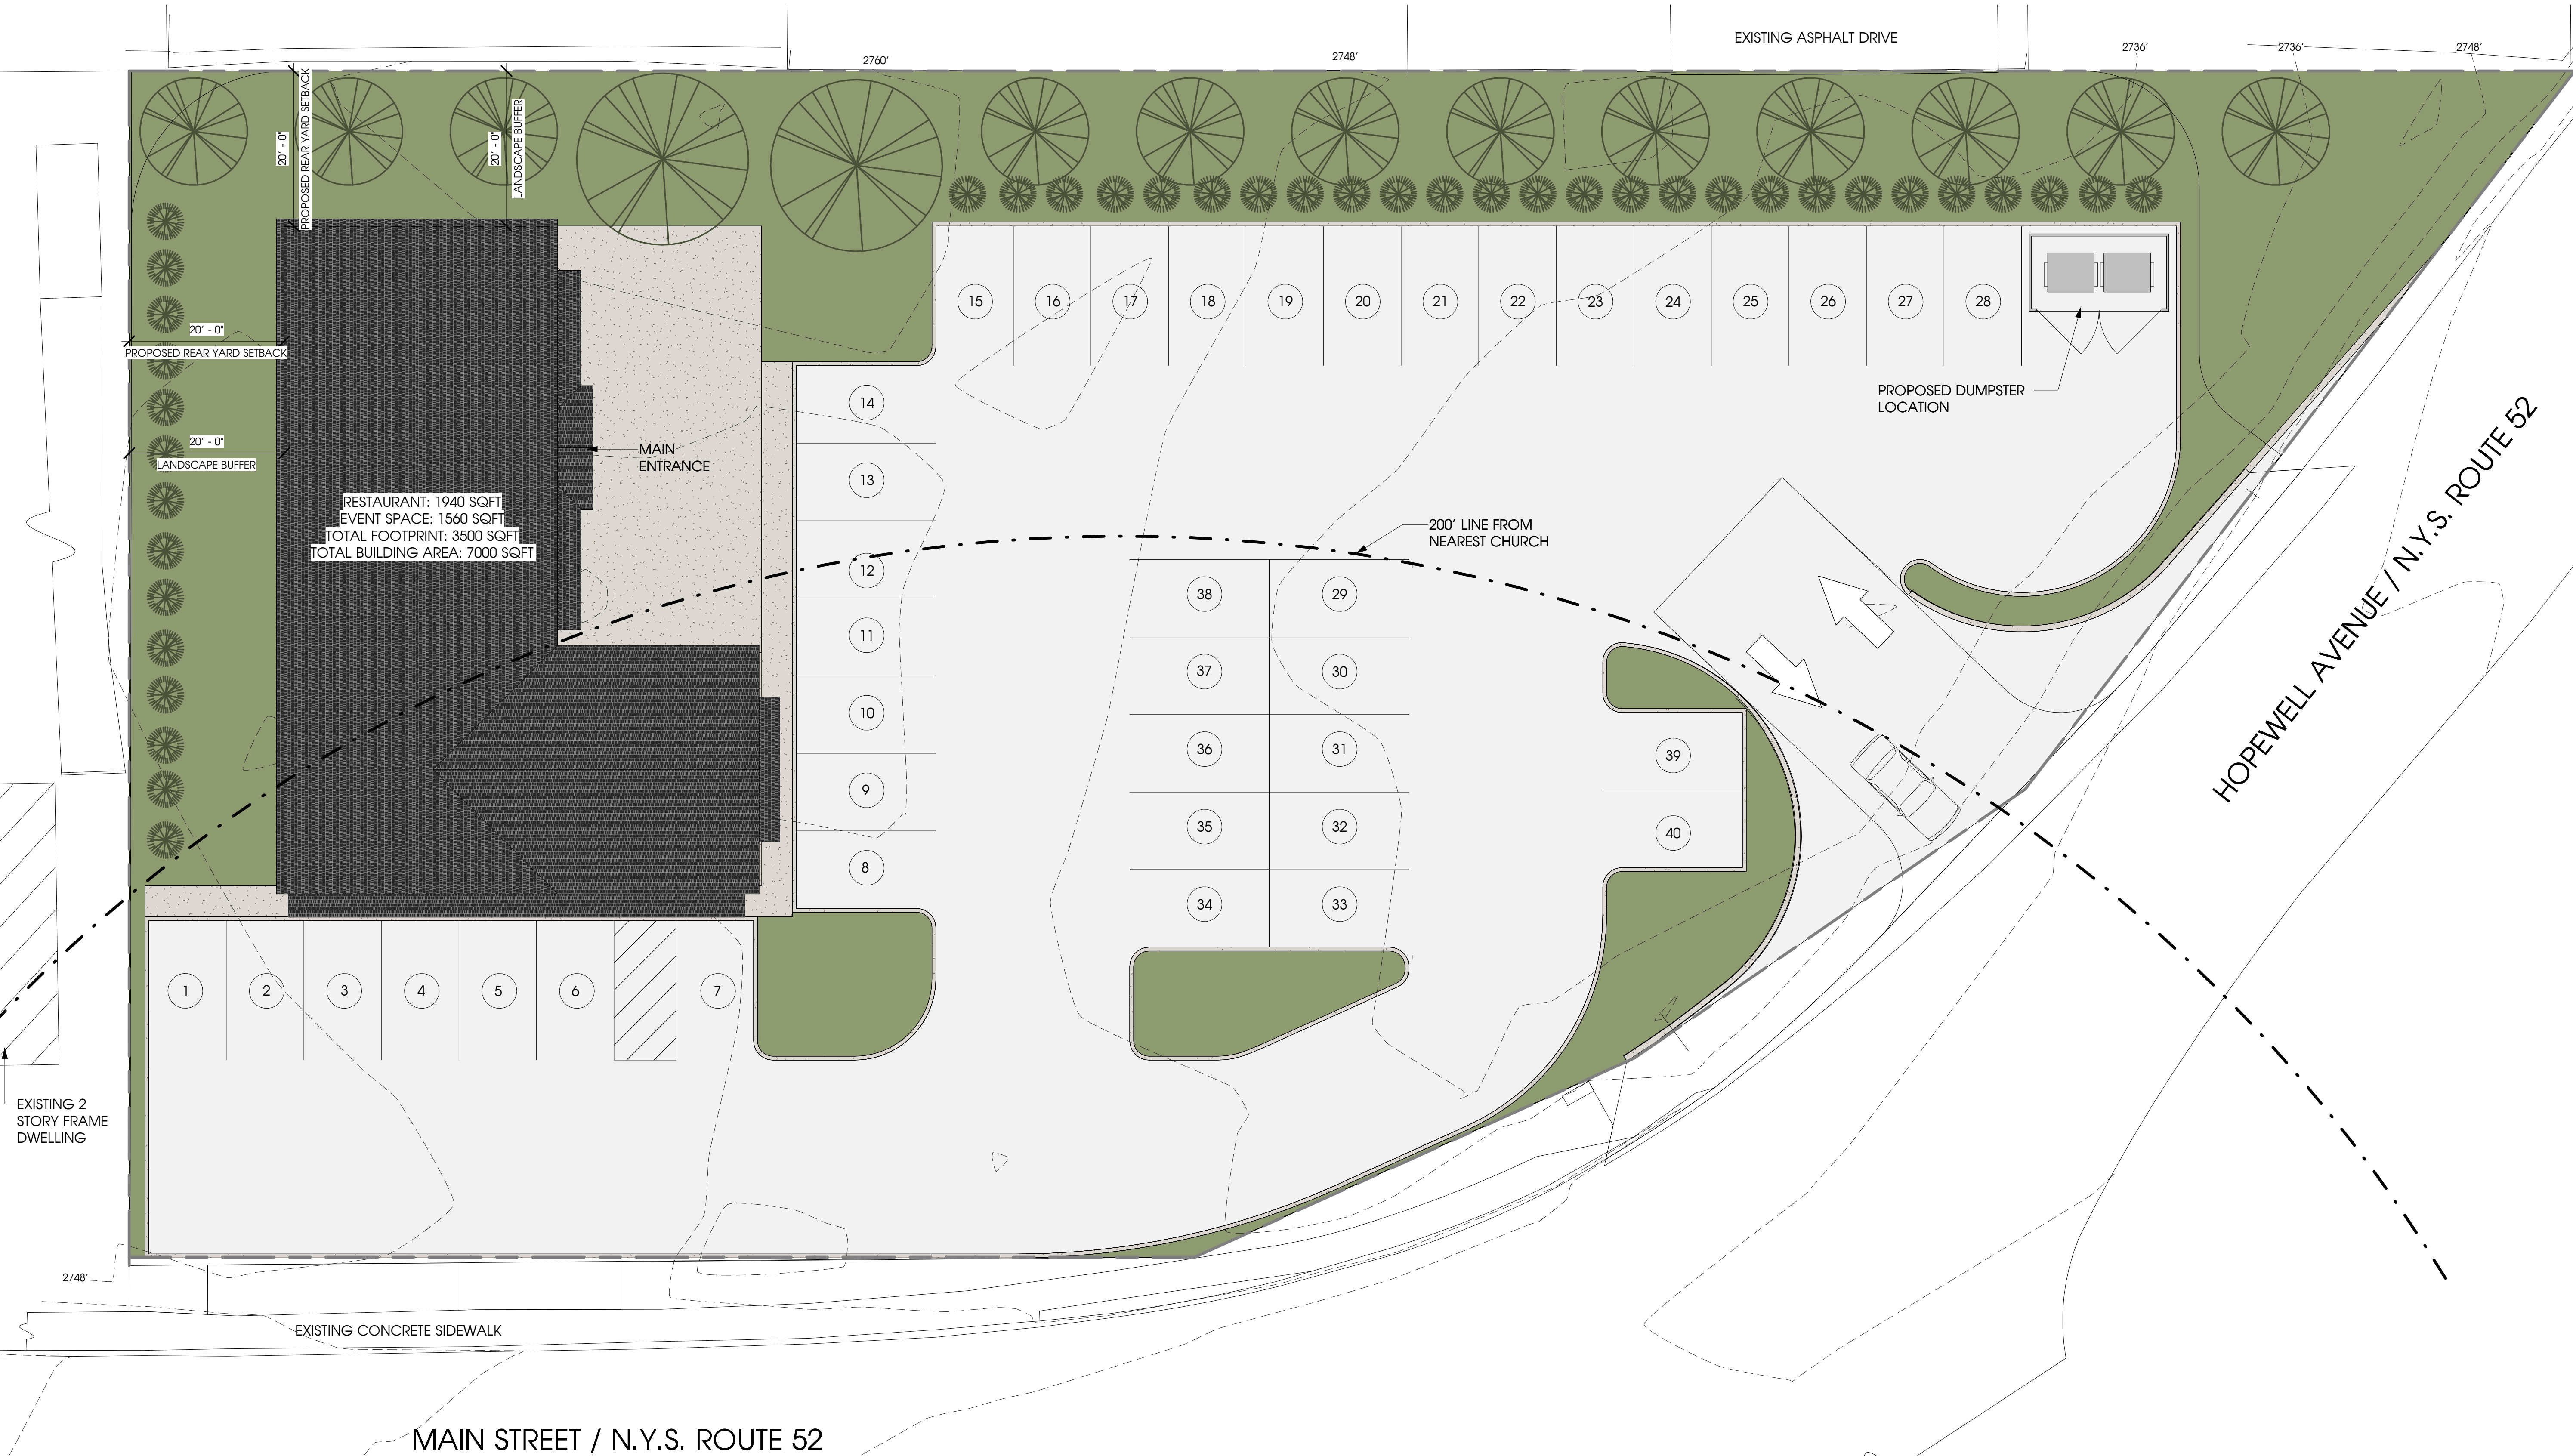 EXISTING ASPHALT DRIVE
2760'
2748'
2736'
2736'
2748'
20' - 0"
PROPOSED REAR YARD SETBACK
20' - 0"
LANDSCAPE BUFFER
15
16
17
18
19
20
21
22
23
24
25
26
27
28
20' - 0"
PROPOSED REAR YARD SETBACK
20' - 0"
LANDSCAPE BUFFER
MAIN
ENTRANCE
PROPOSED DUMPSTER
LOCATION
RESTAURANT: 1940 SQFT
EVENT SPACE: 1560 SQFT
TOTAL FOOTPRINT: 3500 SQFT
TOTAL BUILDING AREA: 7000 SQFT
200' LINE FROM
NEAREST CHURCH
14
13
12
11
10
9
8
38
29
37
30
36
31
35
32
34
33
39
40
HOPEWELL AVENUE / N.Y.S. ROUTE 52
1
2
3
4
5
6
7
EXISTING 2
STORY FRAME
DWELLING
2748'
EXISTING CONCRETE SIDEWALK
MAIN STREET / N.Y.S. ROUTE 52